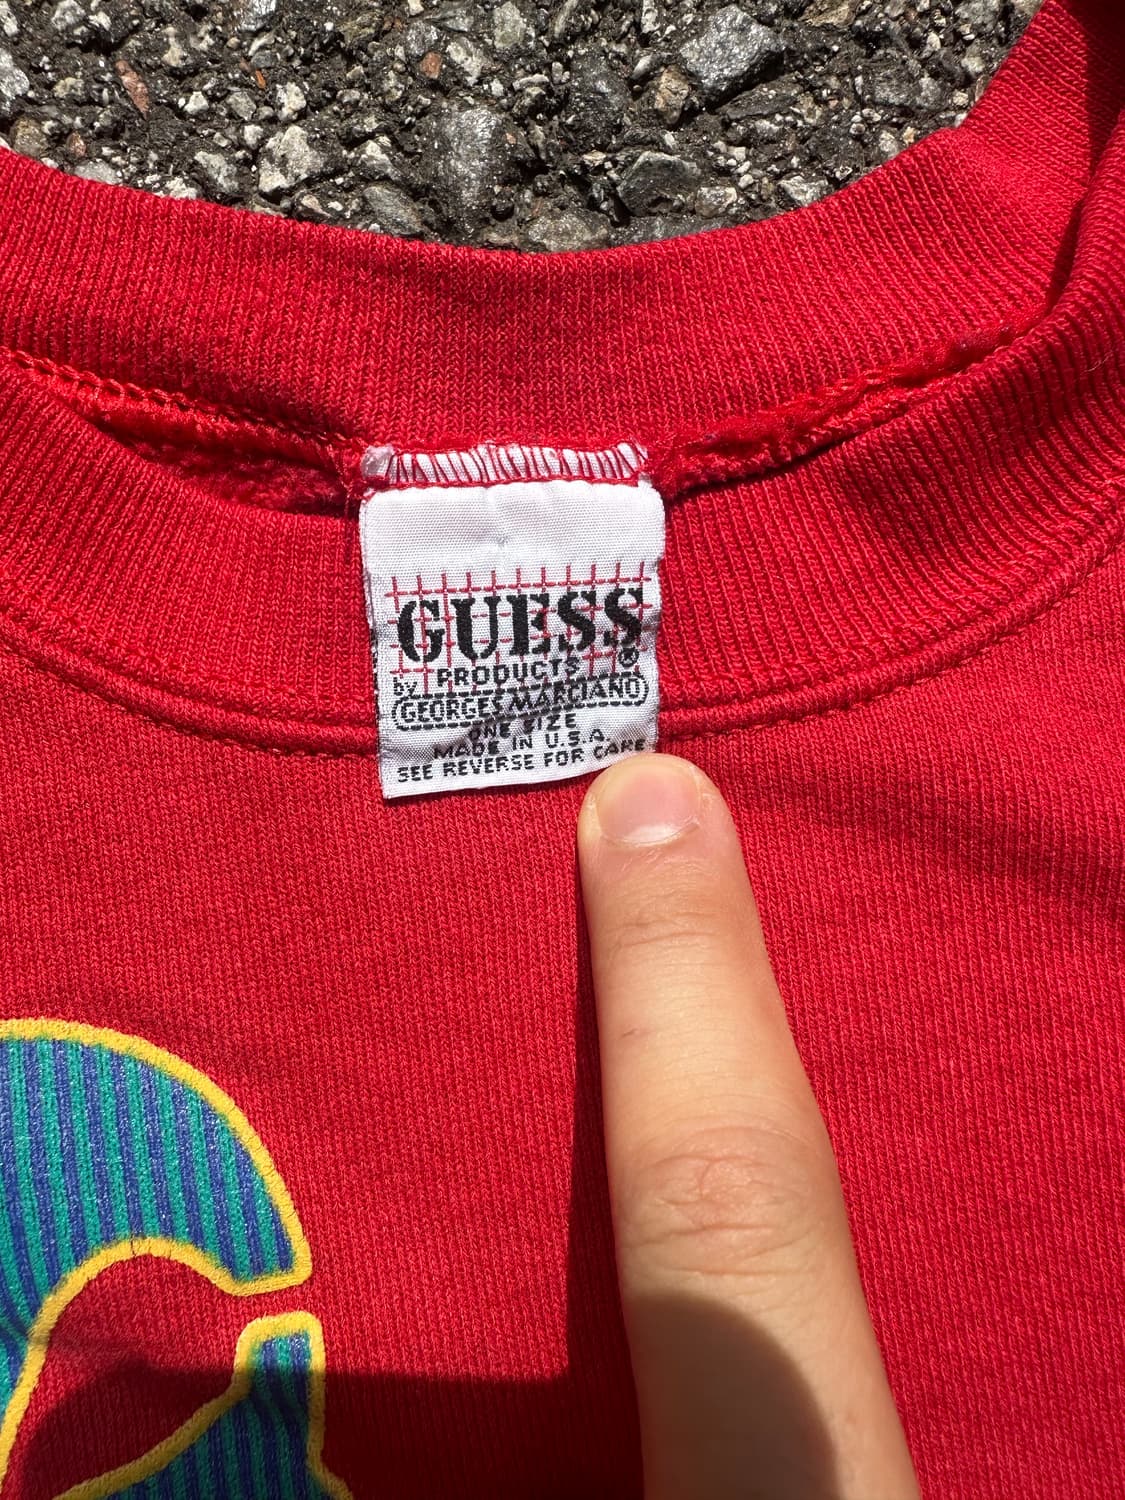 GUESS
PRODUCTS ®
by GEORGES MARCIANO
ONE SIZE
MADE IN U.S.A.
SEE REVERSE FOR CARE